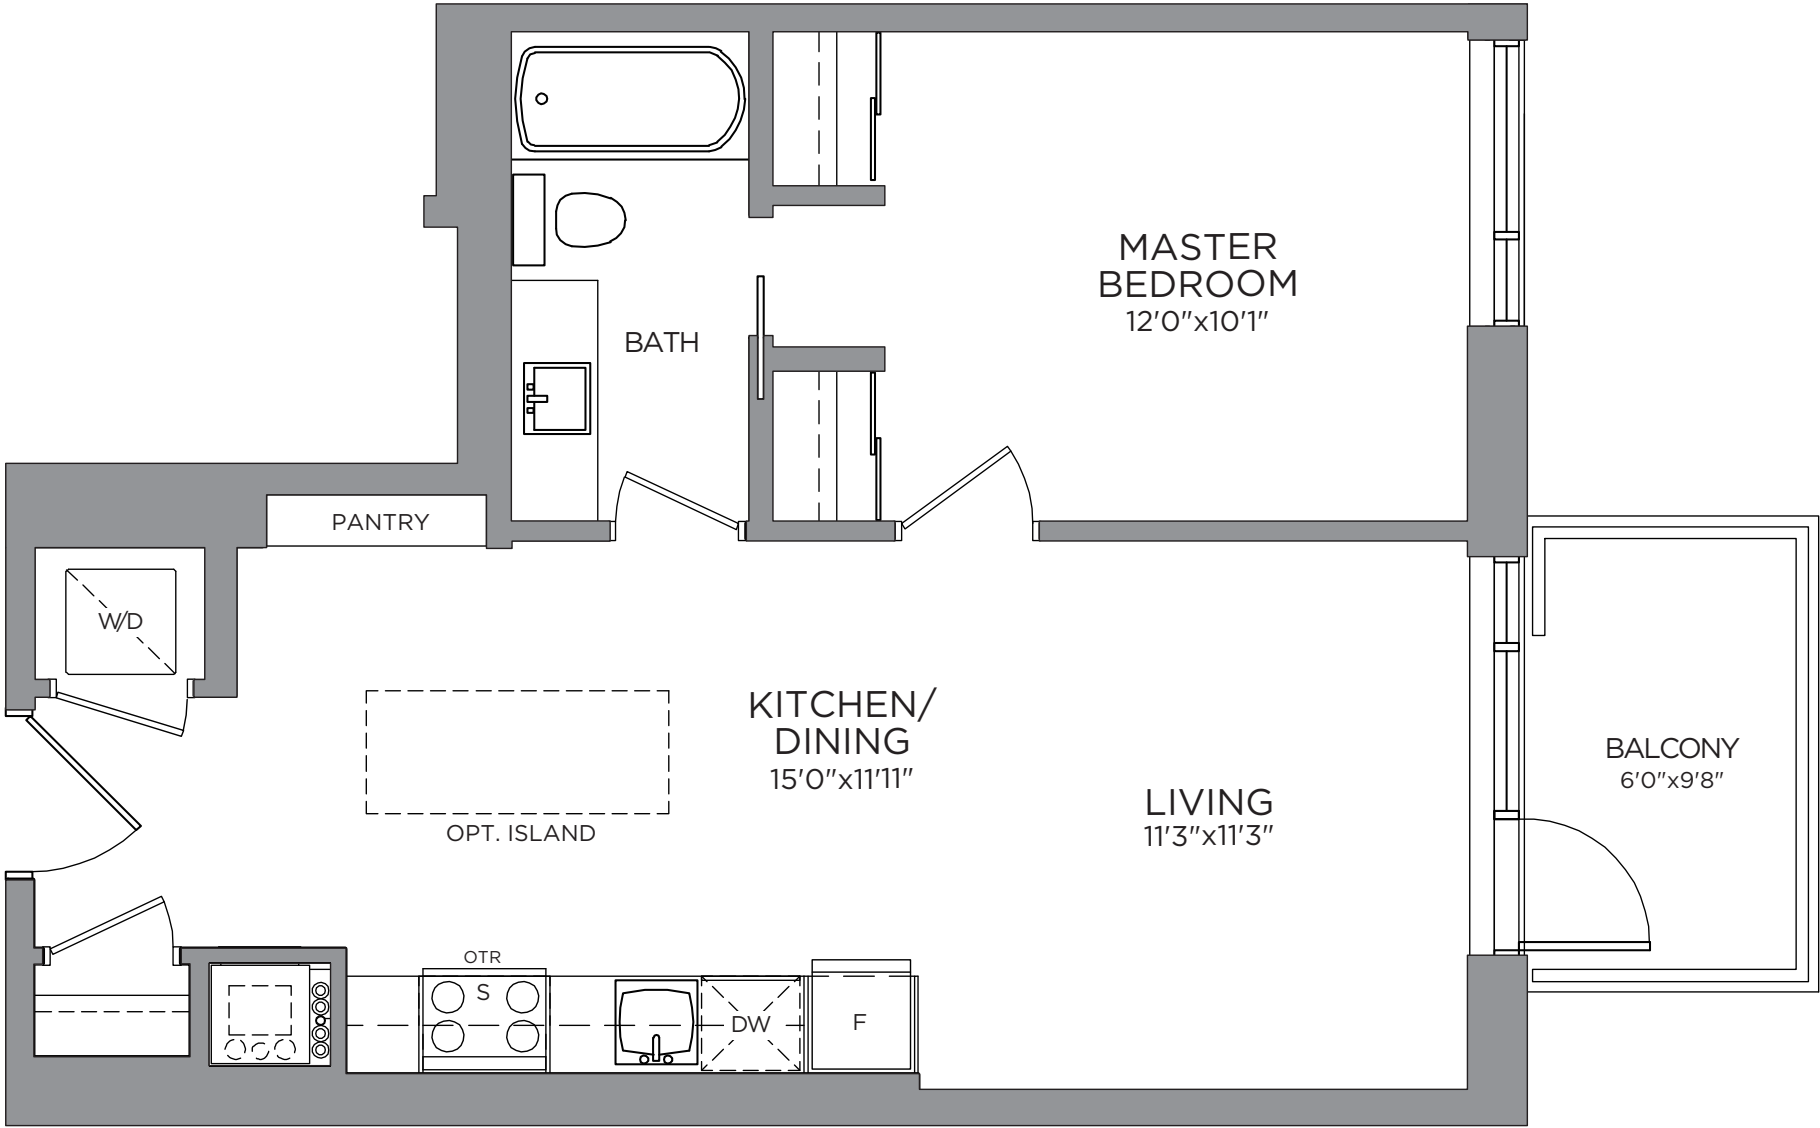 MASTER
BEDROOM
12'0"x10'1"
BATH
PANTRY
W/D
KITCHEN/
DINING
15'0"x11'11"
OPT. ISLAND
LIVING
11'3"x11'3"
BALCONY
6'0"x9'8"
OTR
S
DW
F